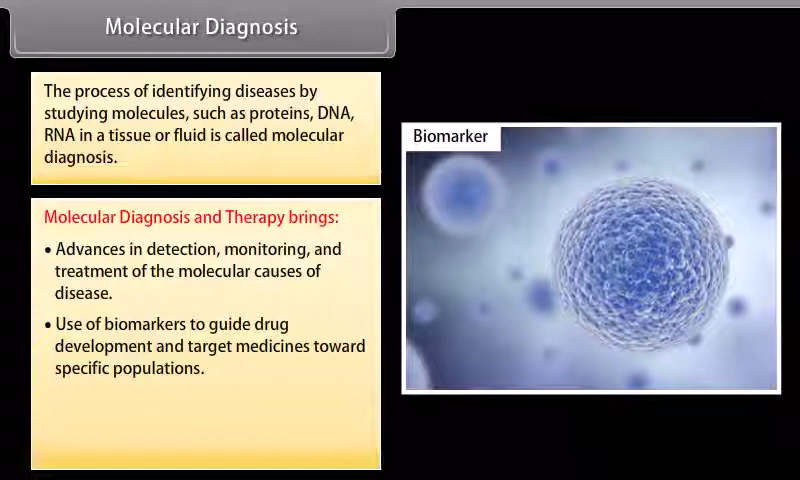 Molecular Diagnosis
The process of identifying diseases by
studying molecules, such as proteins, DNA,
RNA in a tissue or fluid is called molecular
diagnosis.
Molecular Diagnosis and Therapy brings:
• Advances in detection, monitoring, and
treatment of the molecular causes of
disease.
• Use of biomarkers to guide drug
development and target medicines toward
specific populations.
Biomarker